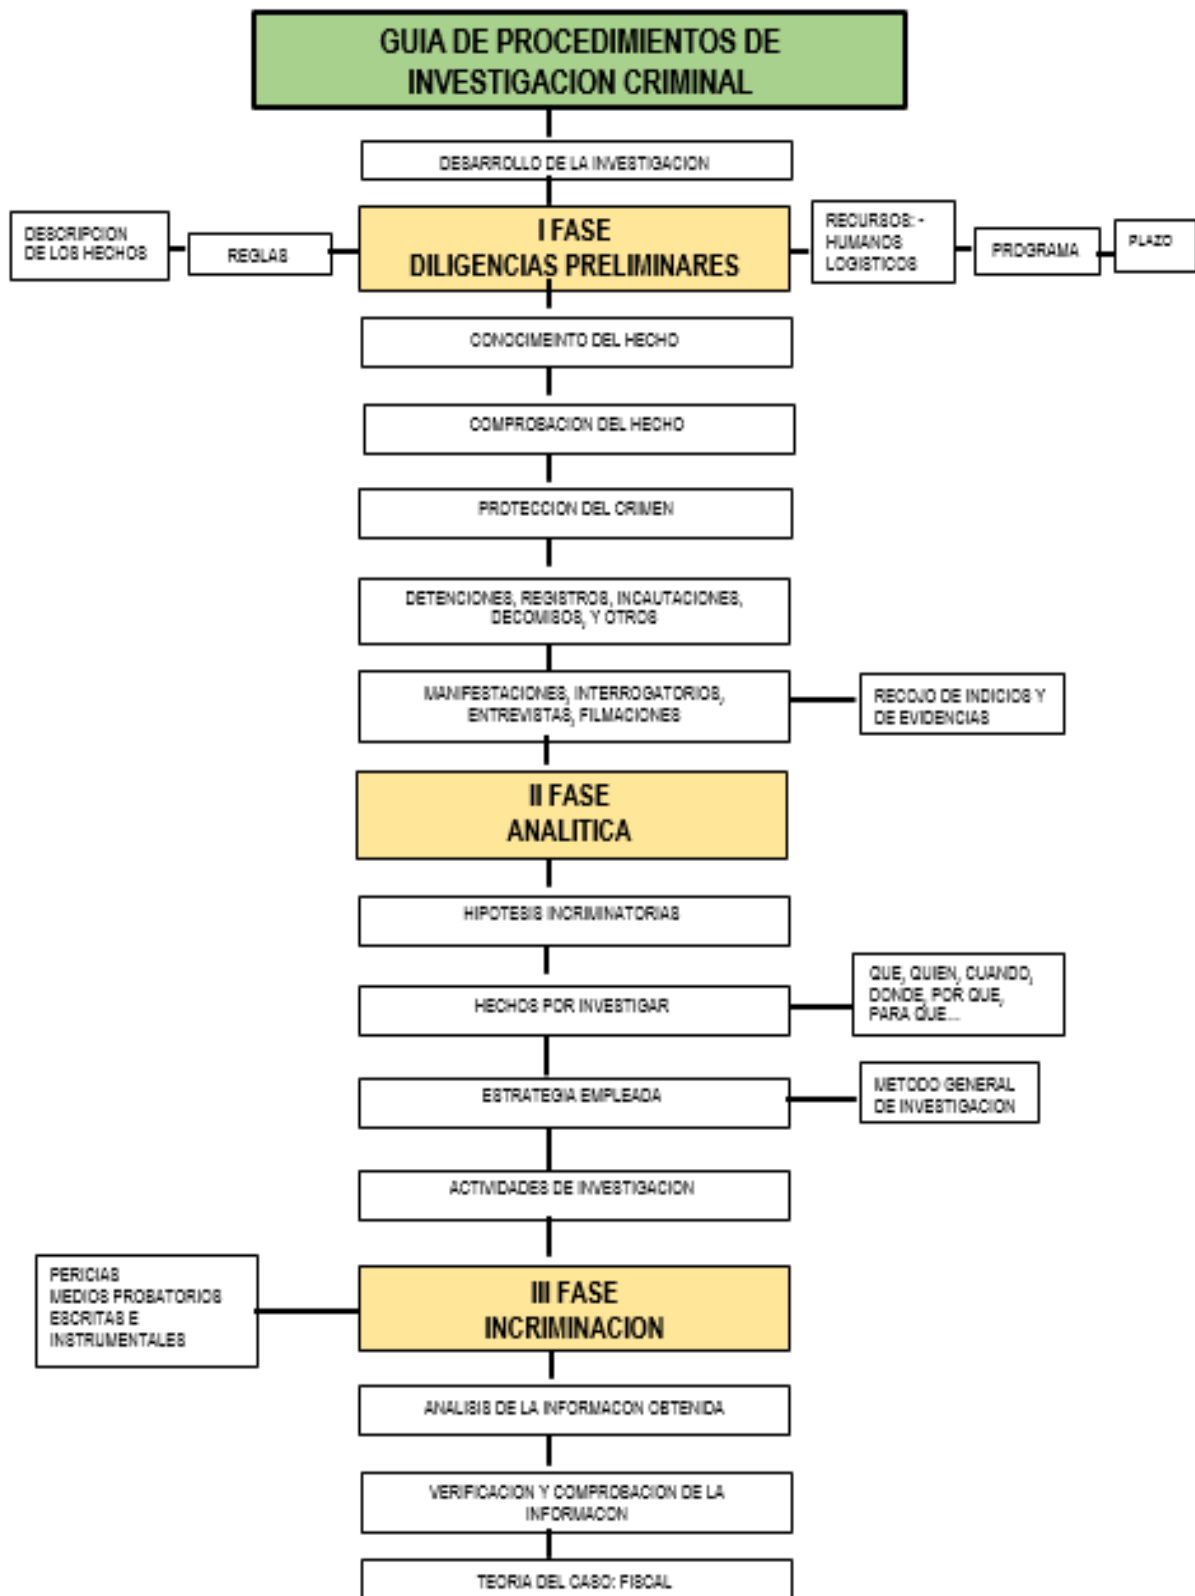 GUIA DE PROCEDIMIENTOS DE
INVESTIGACION CRIMINAL
DESARROLLO DE LA INVESTIGACION
DESCRIPCION
DE LOS HECHOS
REGLAS
I FASE
DILIGENCIAS PRELIMINARES
RECURSOS: -
HUMANOS
LOGISTICOS
PROGRAMA
PLAZO
CONOCIMEINTO DEL HECHO
COMPROBACION DEL HECHO
PROTECCION DEL CRIMEN
DETENCIONES, REGISTROS, INCAUTACIONES,
DECOMISOS, Y OTROS
MANIFESTACIONES, INTERROGATORIOS,
ENTREVISTAS, FILMACIONES
RECOJO DE INDICIOS Y
DE EVIDENCIAS
II FASE
ANALITICA
HIPOTESIS INCRIMINATORIAS
HECHOS POR INVESTIGAR
QUE, QUIEN, CUANDO,
DONDE, POR QUE,
PARA QUE...
ESTRATEGIA EMPLEADA
METODO GENERAL
DE INVESTIGACION
ACTIVIDADES DE INVESTIGACION
PERICIAS
MEDIOS PROBATORIOS
ESCRITAS E
INSTRUMENTALES
III FASE
INCRIMINACION
ANALISIS DE LA INFORMACON OBTENIDA
VERIFICACION Y COMPROBACION DE LA
INFORMACON
TEORIA DEL CASO: FISCAL